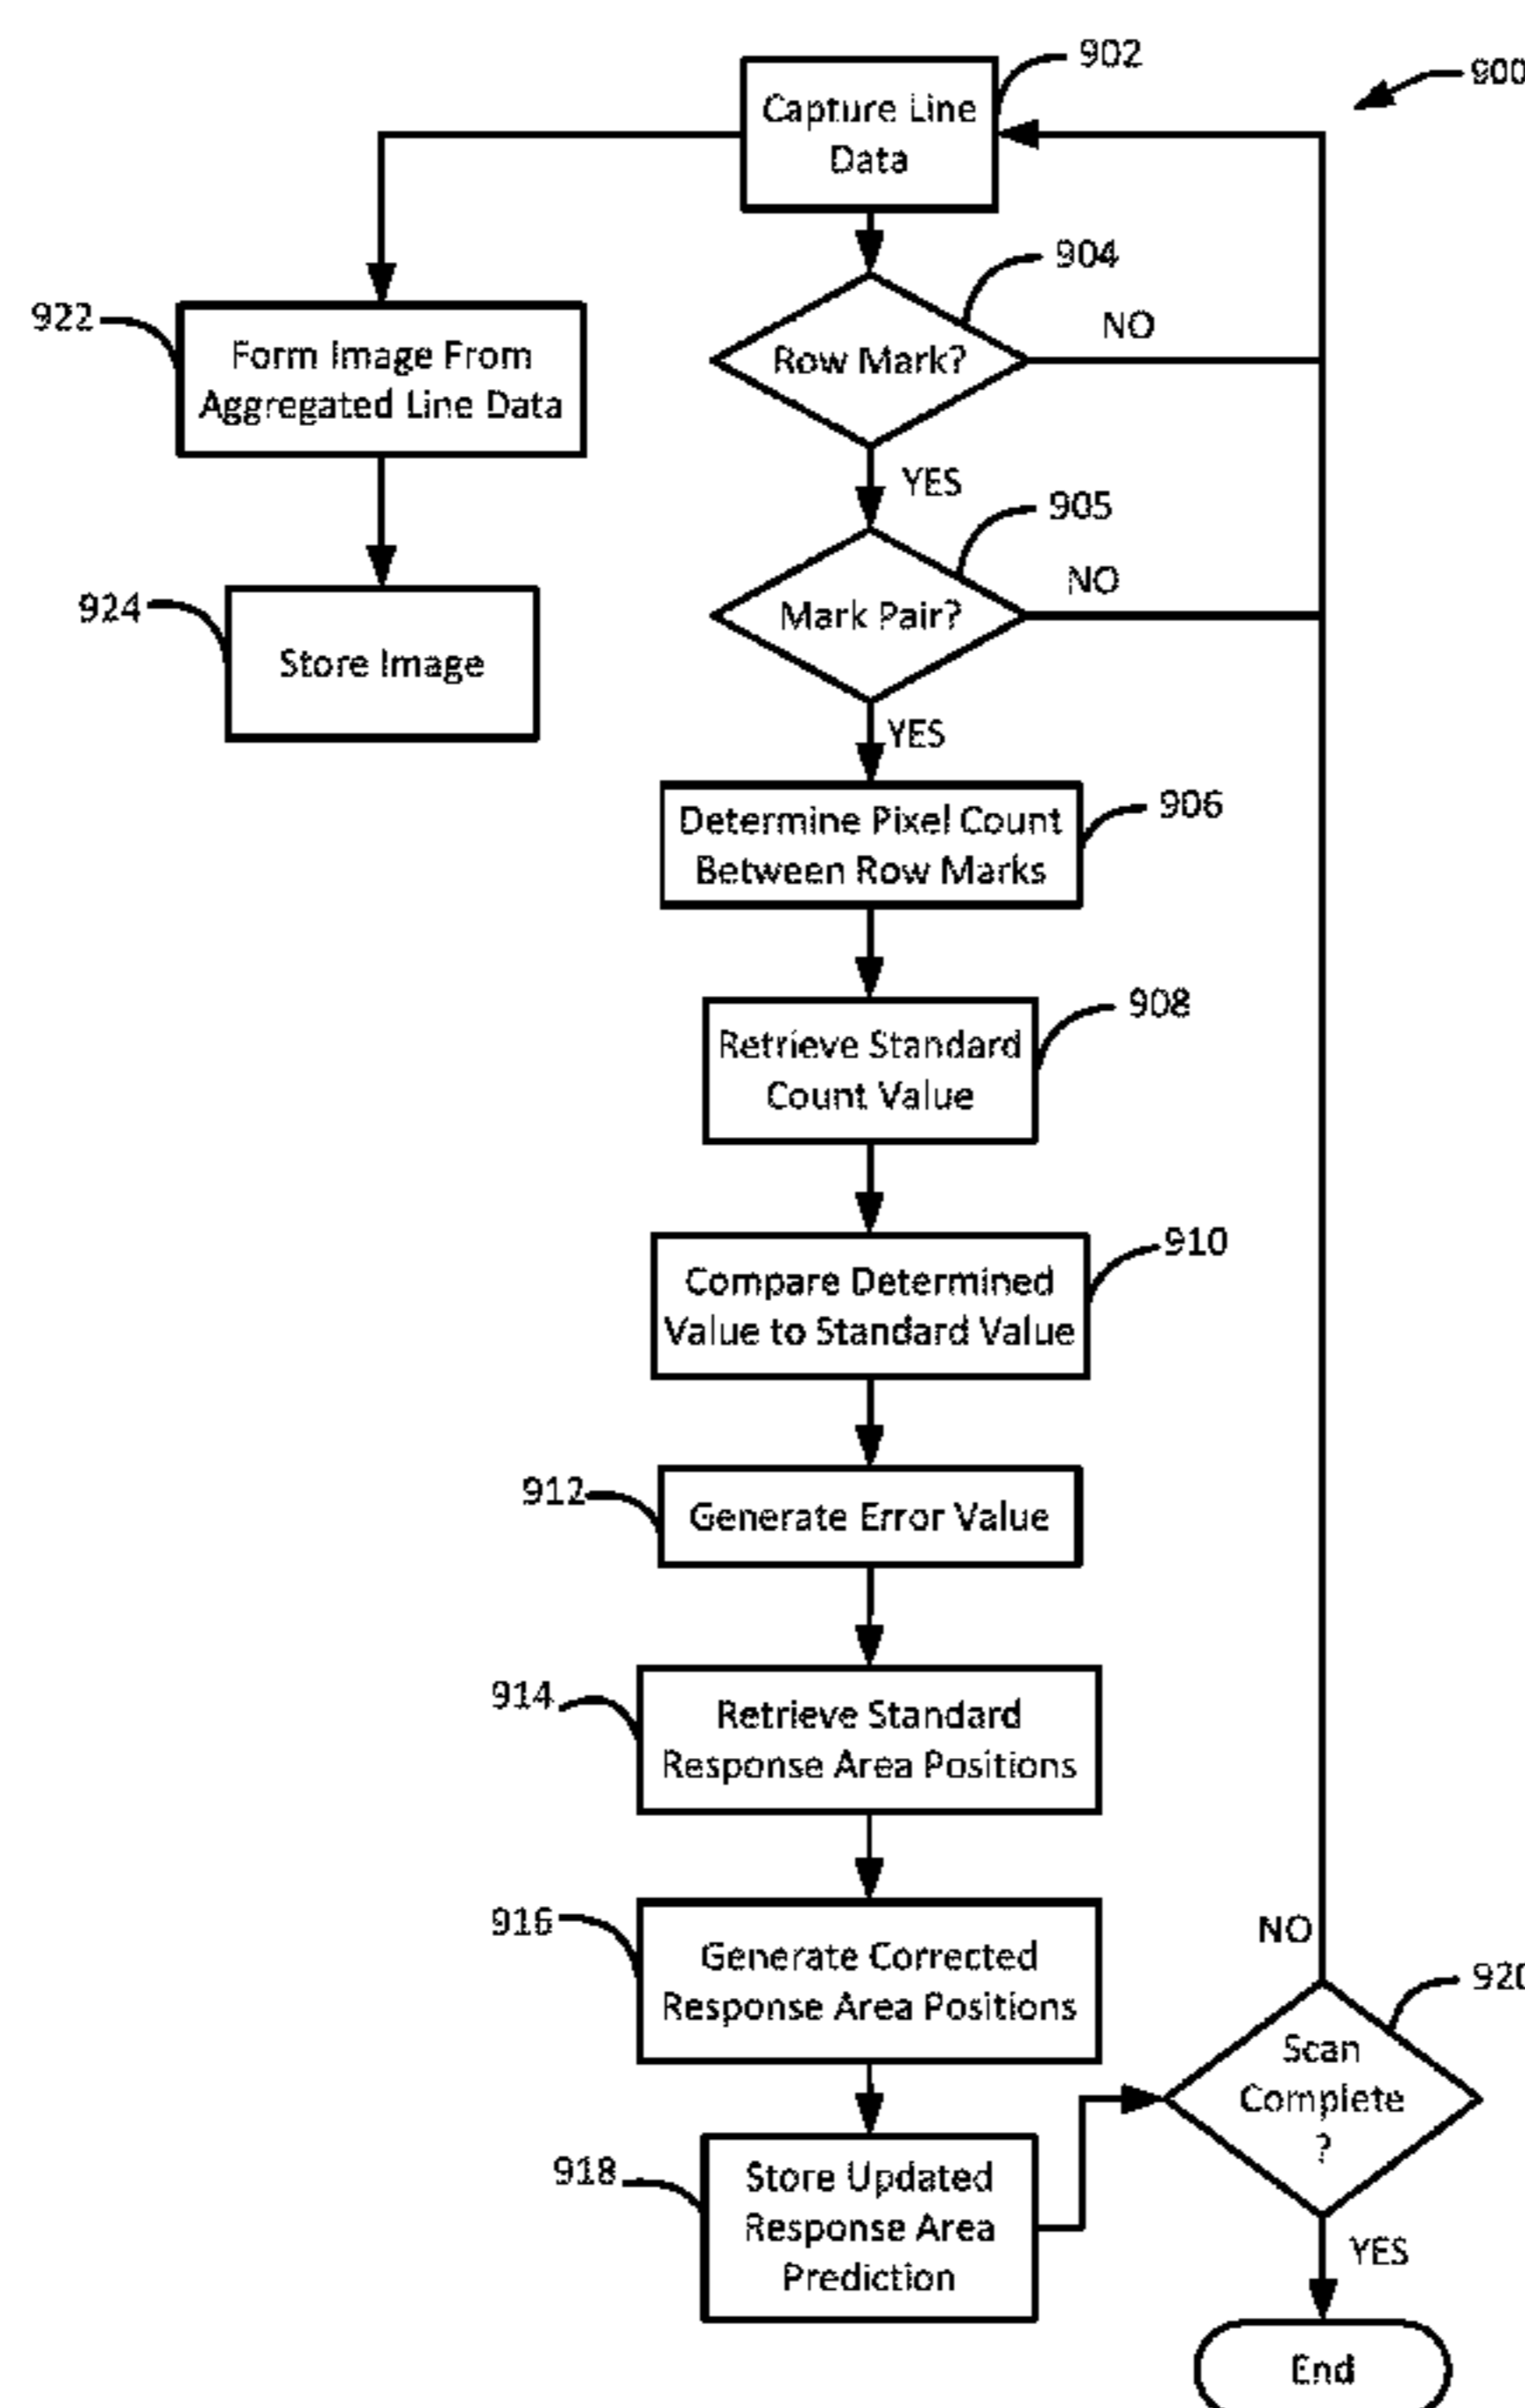 902
900
Capture Line
Data
904
Row Mark?
NO
922
Form Image From
Aggregated Line Data
YES
905
Mark Pair?
NO
924
Store Image
YES
906
Determine Pixel Count
Between Row Marks
908
Retrieve Standard
Count Value
910
Compare Determined
Value to Standard Value
912
Generate Error Value
914
Retrieve Standard
Response Area Positions
916
Generate Corrected
Response Area Positions
NO
920
Scan
Complete
?
918
Store Updated
Response Area
Prediction
YES
End